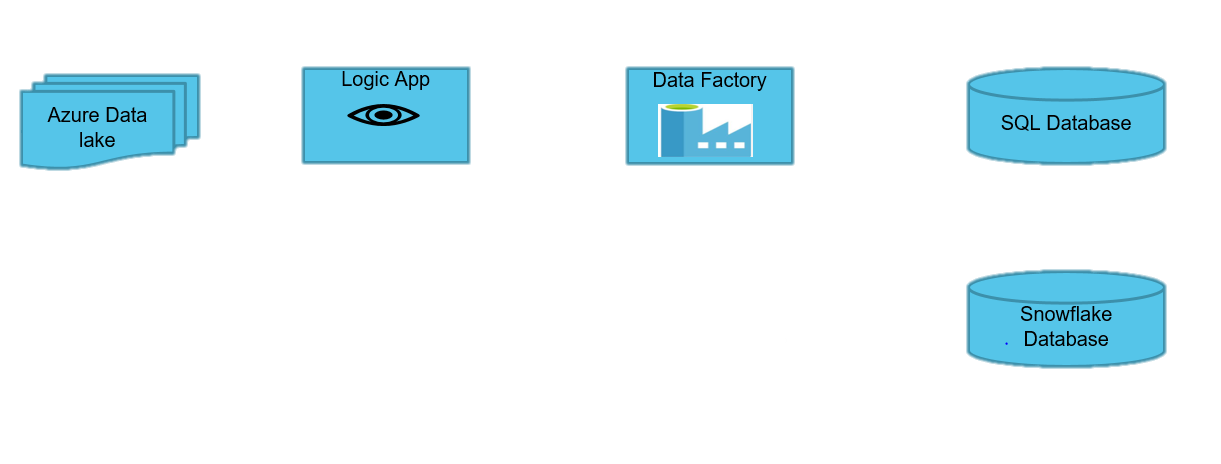 Azure Data
lake
Logic App
Data Factory
SQL Database
Snowflake
Database